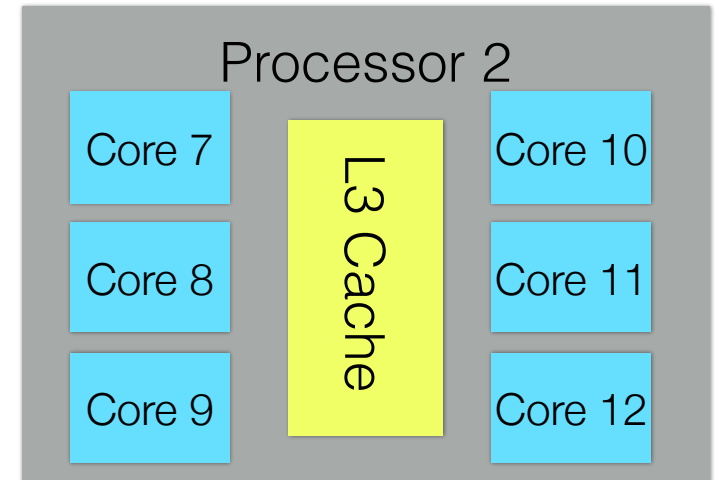 Processor 2
Core 7
Core 8
Core 9
L3 Cache
Core 10
Core 11
Core 12